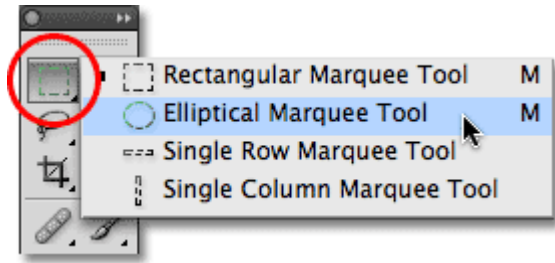 Rectangular Marquee Tool M
Elliptical Marquee Tool M
Single Row Marquee Tool
Single Column Marquee Tool